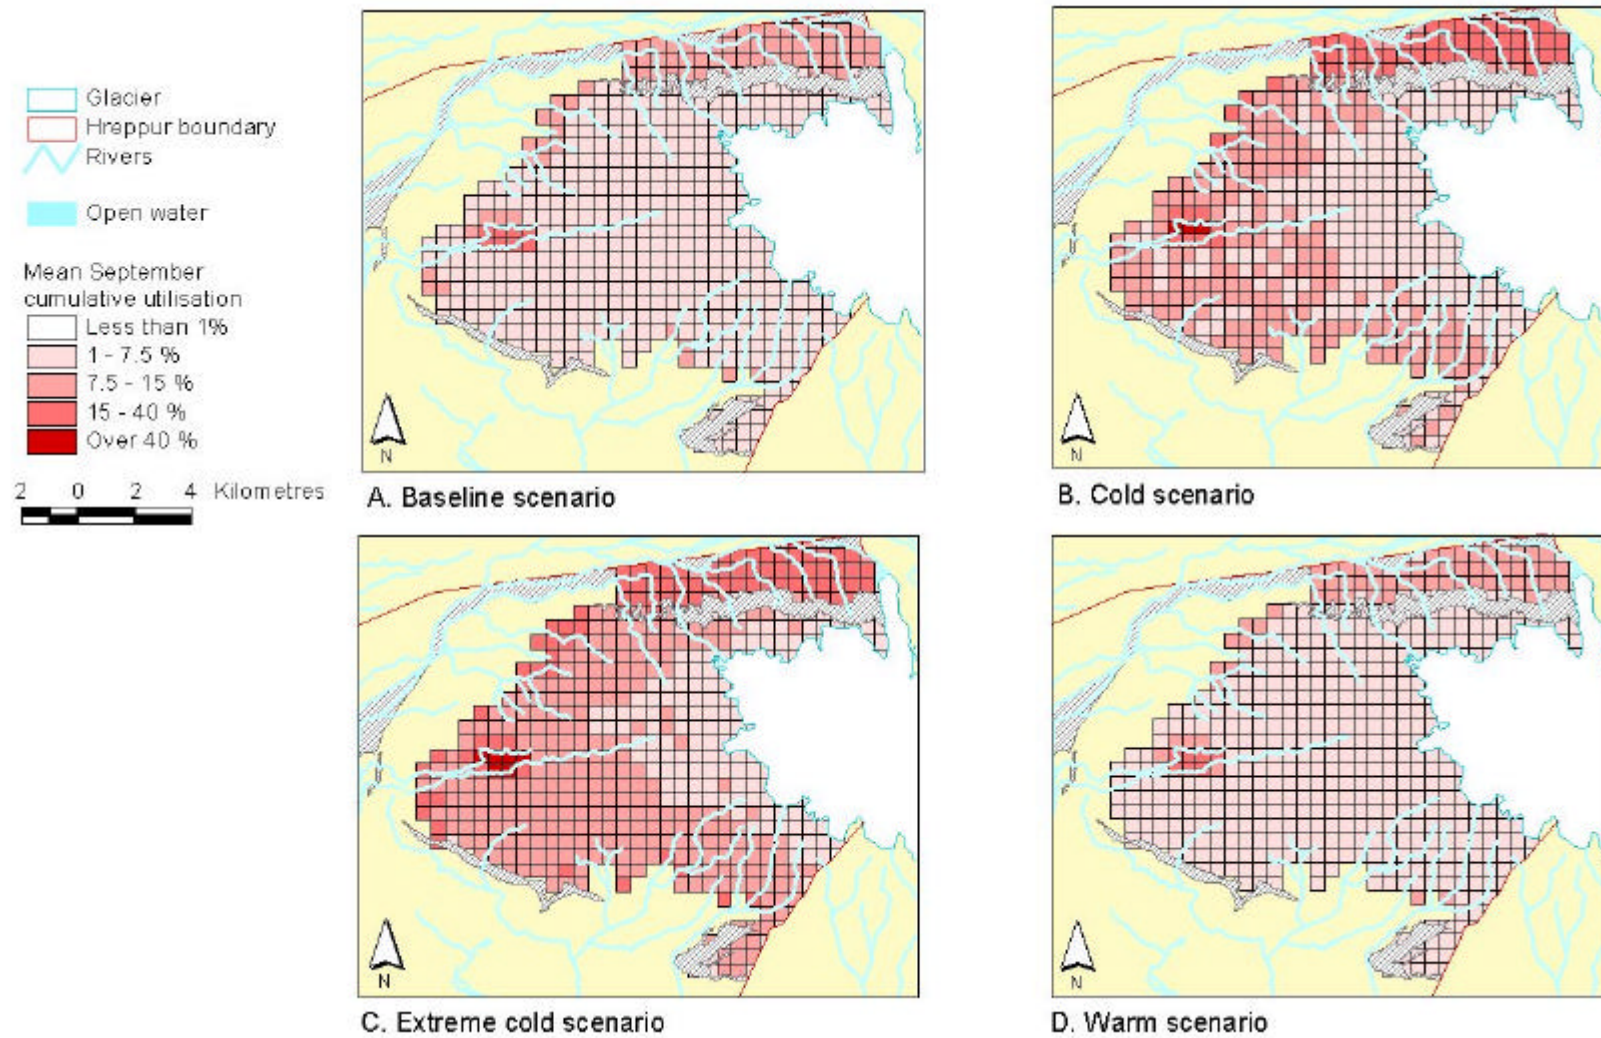 Glacier
Hreppur boundary
Rivers
Open water
Mean September
cumulative utilisation
Less than 1%
1 - 7.5 %
7.5 - 15 %
15 - 40 %
Over 40 %
2 0 2 4 Kilometres
N
A. Baseline scenario
N
B. Cold scenario
N
C. Extreme cold scenario
N
D. Warm scenario